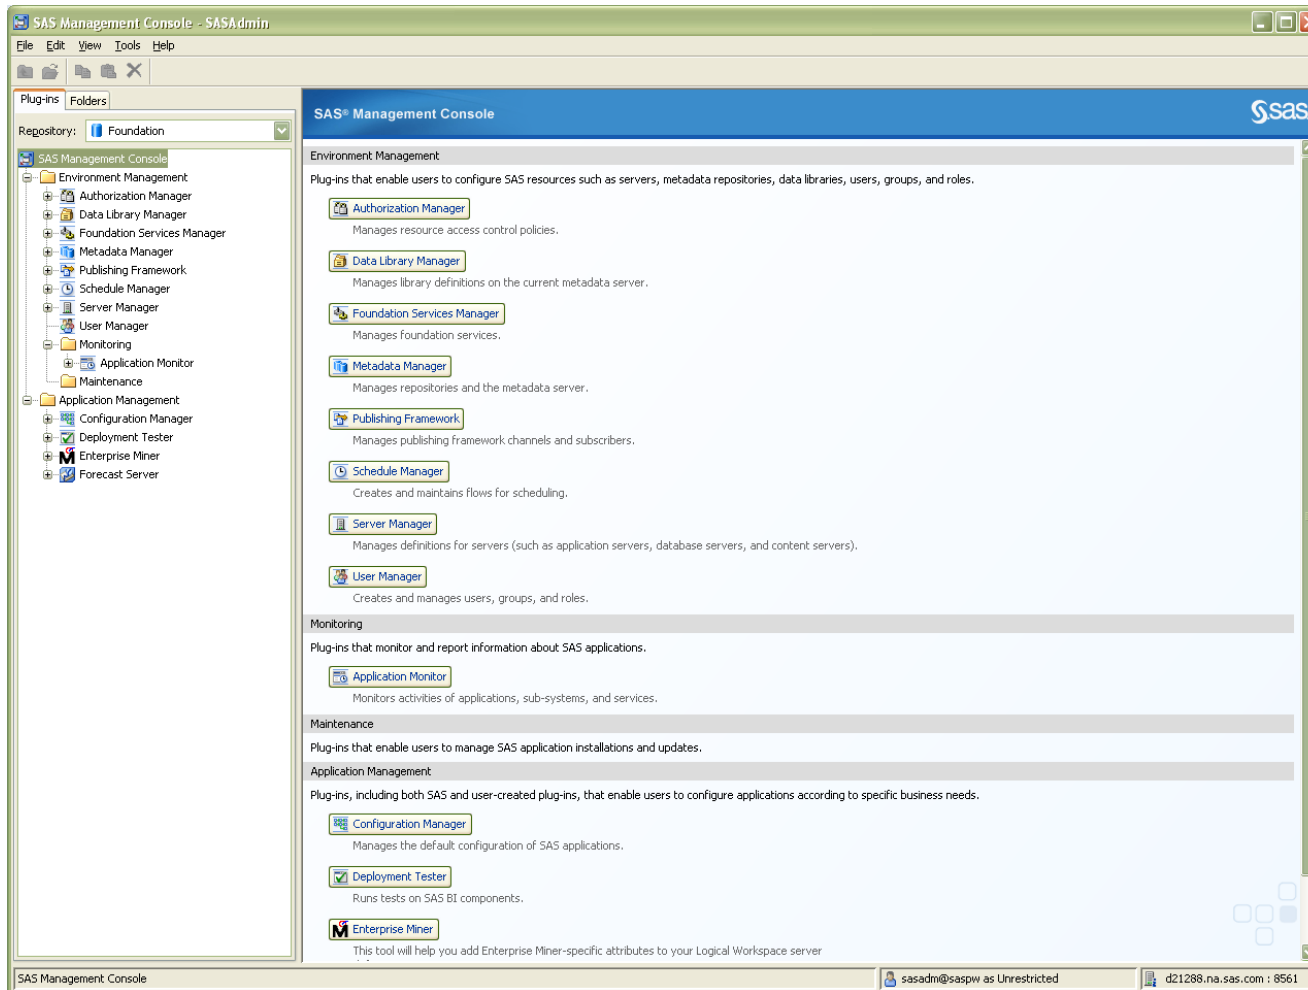 SAS Management Console - SASAdmin
File Edit View Tools Help
Plug-ins Folders
Repository: Foundation
SAS Management Console
Environment Management
Authorization Manager
Data Library Manager
Foundation Services Manager
Metadata Manager
Publishing Framework
Schedule Manager
Server Manager
User Manager
Monitoring
Application Monitor
Maintenance
Application Management
Configuration Manager
Deployment Tester
Enterprise Miner
Forecast Server
SAS® Management Console
sas
Environment Management
Plug-ins that enable users to configure SAS resources such as servers, metadata repositories, data libraries, users, groups, and roles.
Authorization Manager
Manages resource access control policies.
Data Library Manager
Manages library definitions on the current metadata server.
Foundation Services Manager
Manages foundation services.
Metadata Manager
Manages repositories and the metadata server.
Publishing Framework
Manages publishing framework channels and subscribers.
Schedule Manager
Creates and maintains flows for scheduling.
Server Manager
Manages definitions for servers (such as application servers, database servers, and content servers).
User Manager
Creates and manages users, groups, and roles.
Monitoring
Plug-ins that monitor and report information about SAS applications.
Application Monitor
Monitors activities of applications, sub-systems, and services.
Maintenance
Plug-ins that enable users to manage SAS application installations and updates.
Application Management
Plug-ins, including both SAS and user-created plug-ins, that enable users to configure applications according to specific business needs.
Configuration Manager
Manages the default configuration of SAS applications.
Deployment Tester
Runs tests on SAS BI components.
Enterprise Miner
This tool will help you add Enterprise Miner-specific attributes to your Logical Workspace server
SAS Management Console
sasadm@saspw as Unrestricted
d21288.na.sas.com : 8561